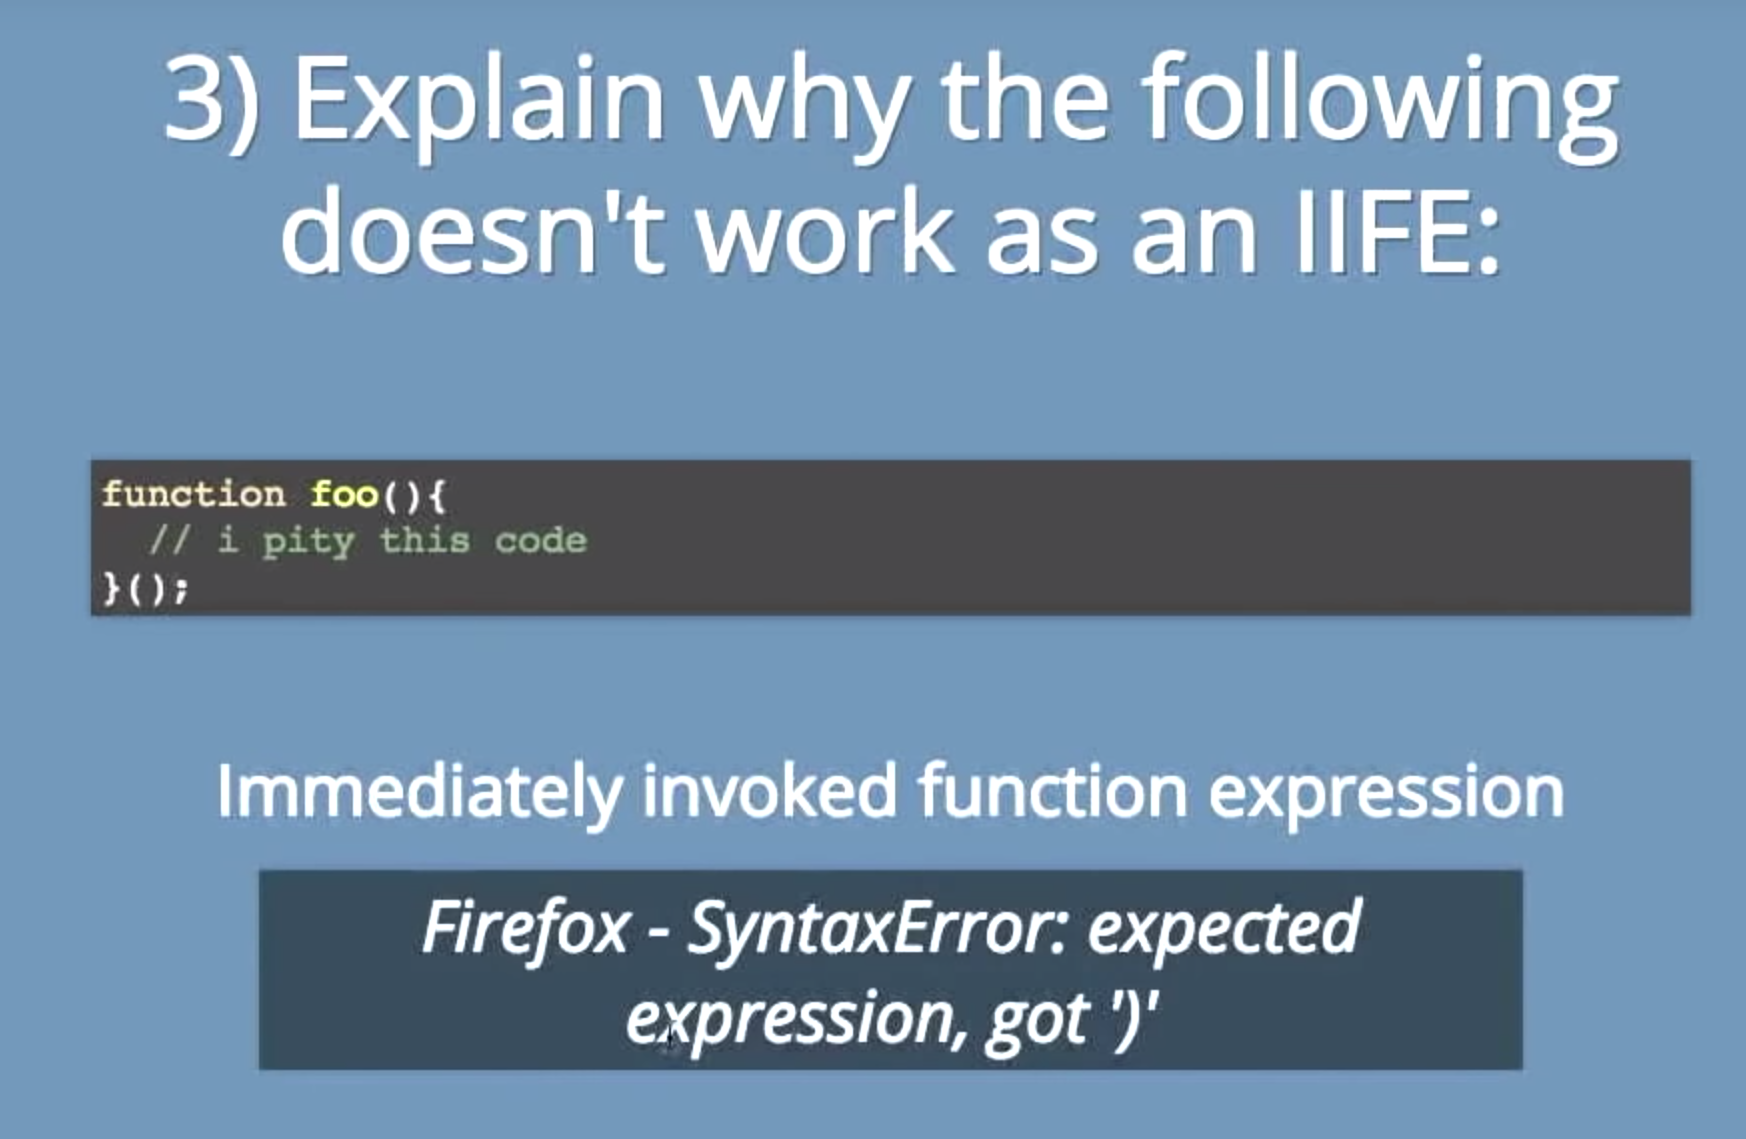 3) Explain why the following
doesn't work as an IIFE:
function foo(){
  // i pity this code
}();
Immediately invoked function expression
Firefox - SyntaxError: expected
expression, got ')'